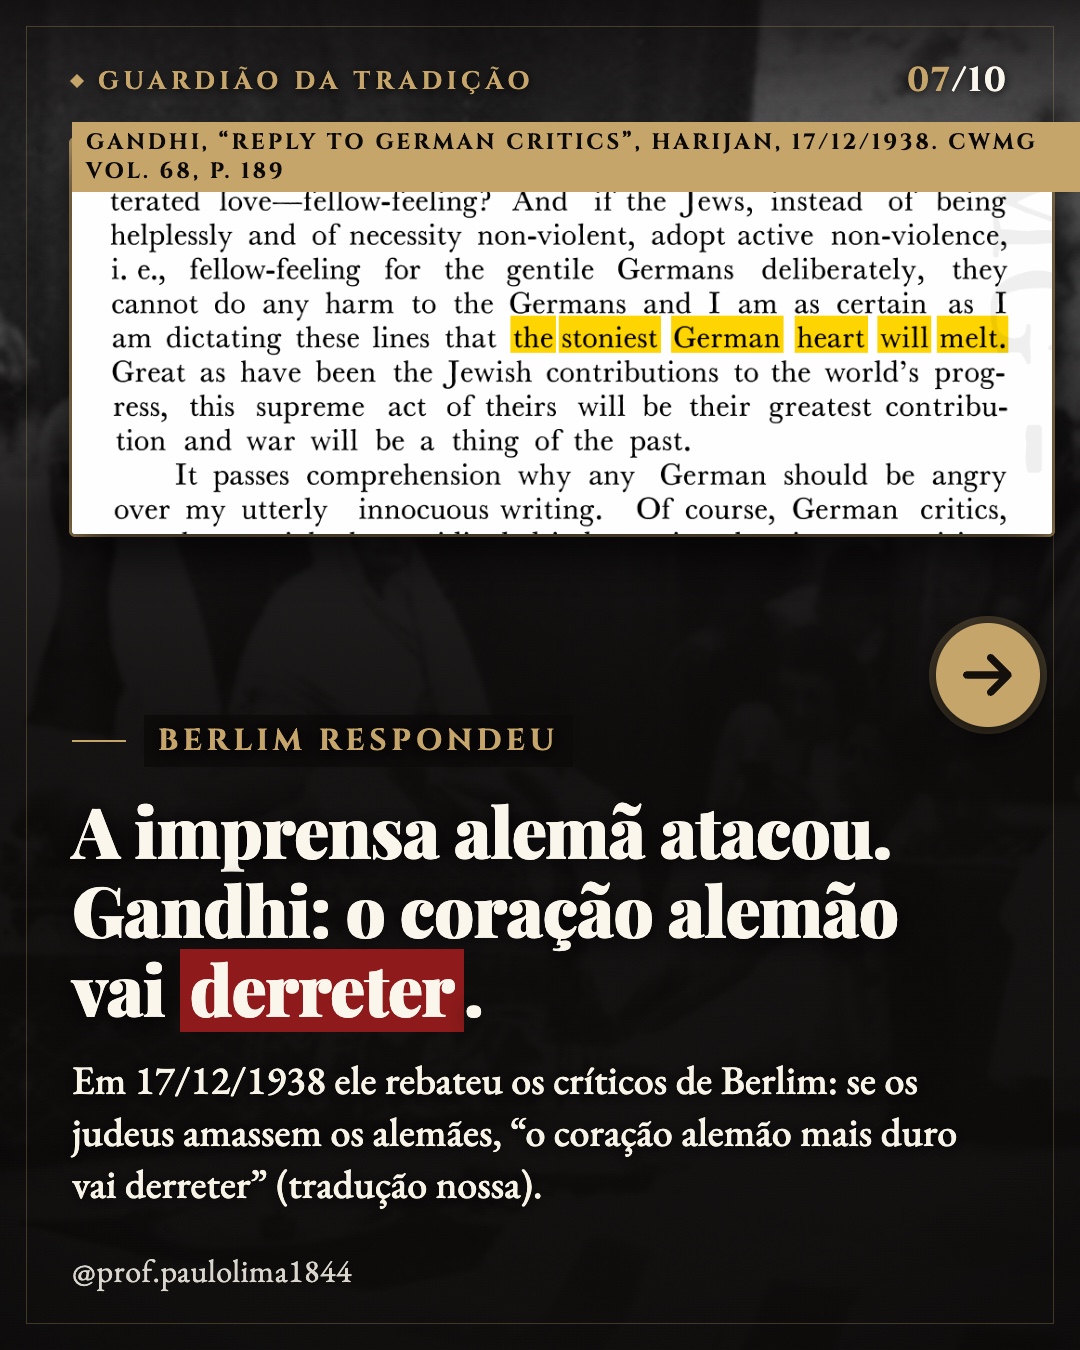 ◆ GUARDIÃO DA TRADIÇÃO
07/10
GANDHI, “REPLY TO GERMAN CRITICS”, HARIJAN, 17/12/1938. CWMG
VOL. 68, P. 189
terated love—fellow-feeling? And if the Jews, instead of being
helplessly and of necessity non-violent, adopt active non-violence,
i. e., fellow-feeling for the gentile Germans deliberately, they
cannot do any harm to the Germans and I am as certain as I
am dictating these lines that the stoniest German heart will melt.
Great as have been the Jewish contributions to the world’s prog-
ress, this supreme act of theirs will be their greatest contribu-
tion and war will be a thing of the past.
It passes comprehension why any German should be angry
over my utterly innocuous writing. Of course, German critics,
BERLIM RESPONDEU
A imprensa alemã atacou.
Gandhi: o coração alemão
vai derreter.
Em 17/12/1938 ele rebateu os críticos de Berlim: se os
judeus amassem os alemães, “o coração alemão mais duro
vai derreter” (tradução nossa).
@prof.paulolima1844